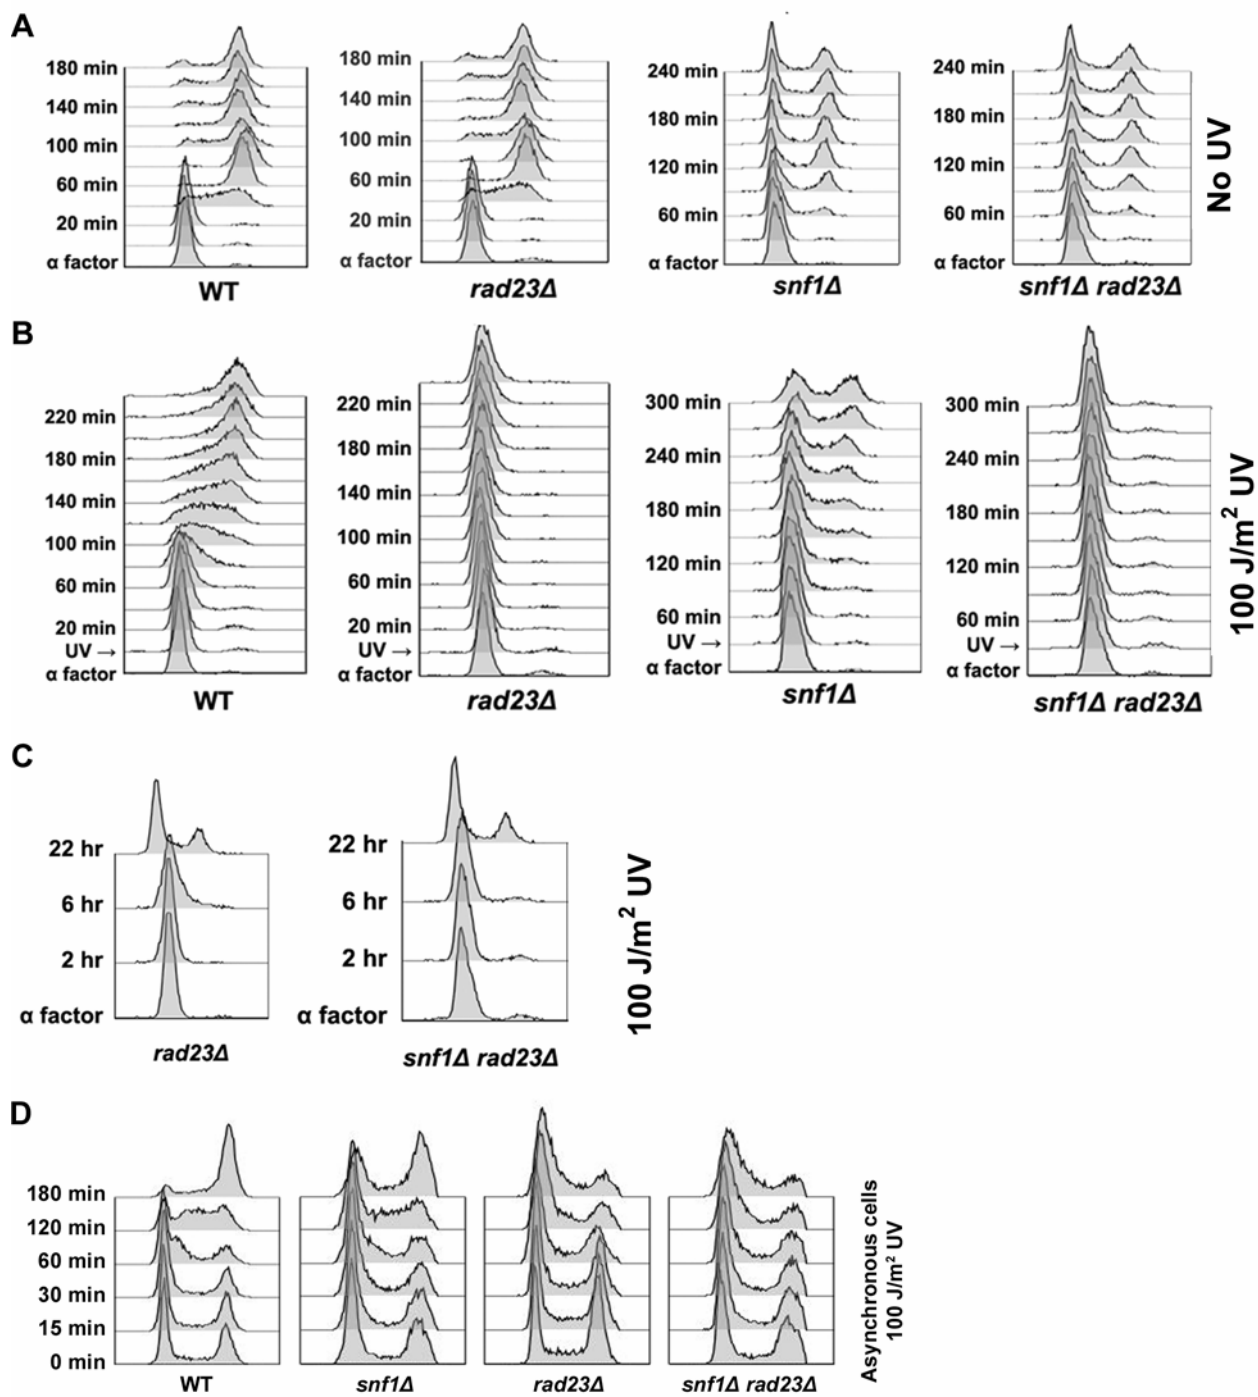 A
180 min
140 min
100 min
60 min
20 min
α factor
WT
180 min
140 min
100 min
60 min
20 min
α factor
rad23Δ
240 min
180 min
120 min
60 min
α factor
snf1Δ
240 min
180 min
120 min
60 min
α factor
snf1Δ rad23Δ
No UV
B
220 min
180 min
140 min
100 min
60 min
20 min
UV →
α factor
WT
220 min
180 min
140 min
100 min
60 min
20 min
UV →
α factor
rad23Δ
300 min
240 min
180 min
120 min
60 min
UV →
α factor
snf1Δ
300 min
240 min
180 min
120 min
60 min
UV →
α factor
snf1Δ rad23Δ
100 J/m² UV
C
22 hr
6 hr
2 hr
α factor
rad23Δ
22 hr
6 hr
2 hr
α factor
snf1Δ rad23Δ
100 J/m² UV
D
180 min
120 min
60 min
30 min
15 min
0 min
WT
snf1Δ
rad23Δ
snf1Δ rad23Δ
Asynchronous cells
100 J/m² UV